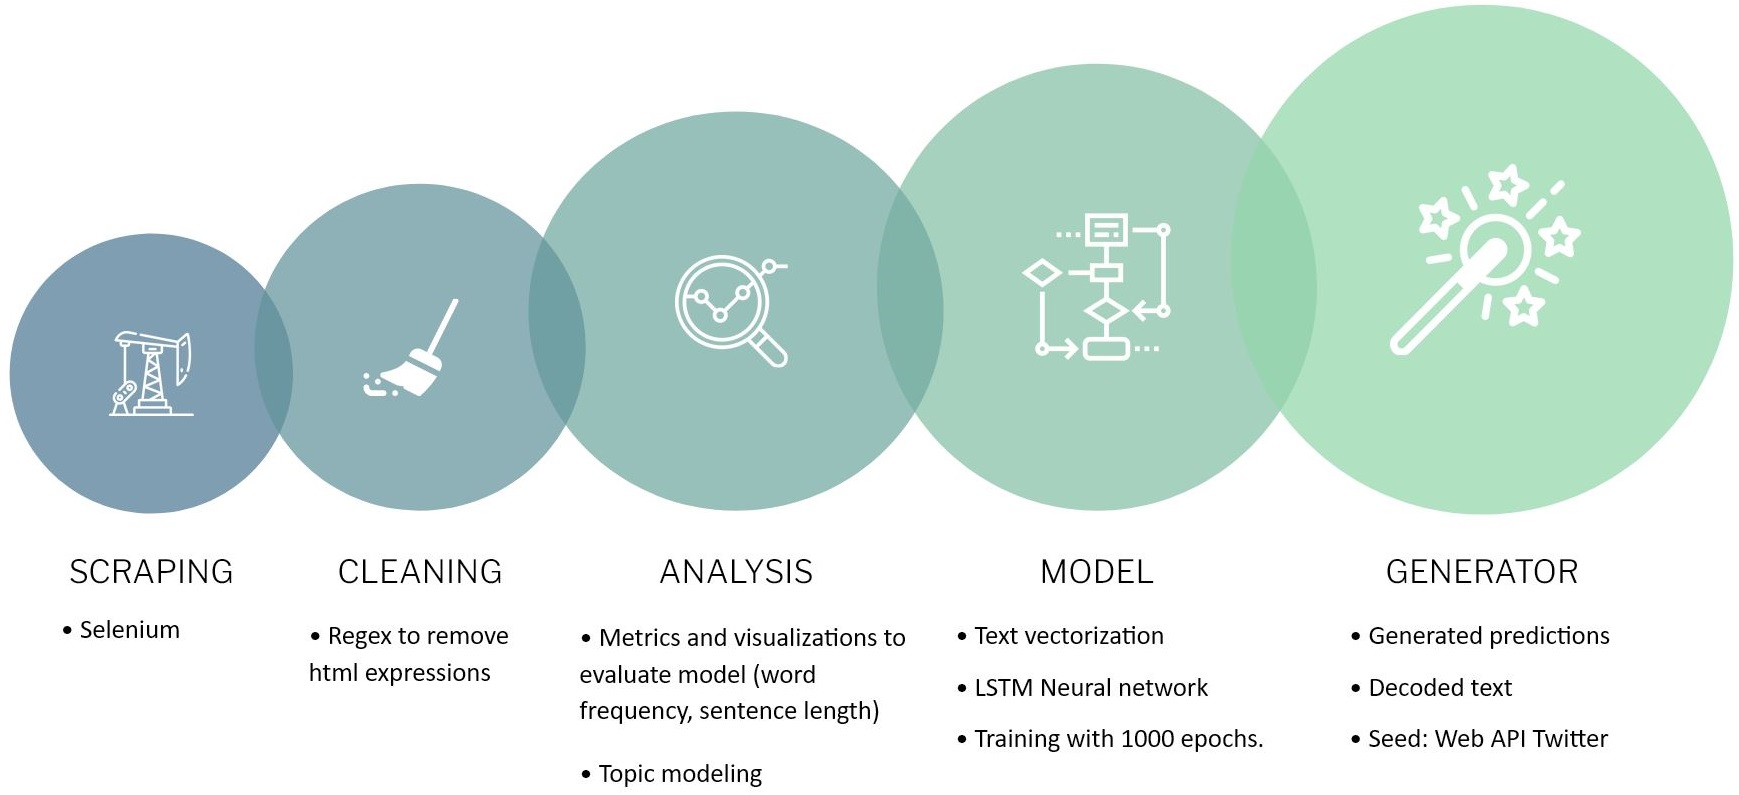 SCRAPING
• Selenium
CLEANING
• Regex to remove
html expressions
ANALYSIS
• Metrics and visualizations to
evaluate model (word
frequency, sentence length)
• Topic modeling
MODEL
• Text vectorization
• LSTM Neural network
• Training with 1000 epochs.
GENERATOR
• Generated predictions
• Decoded text
• Seed: Web API Twitter